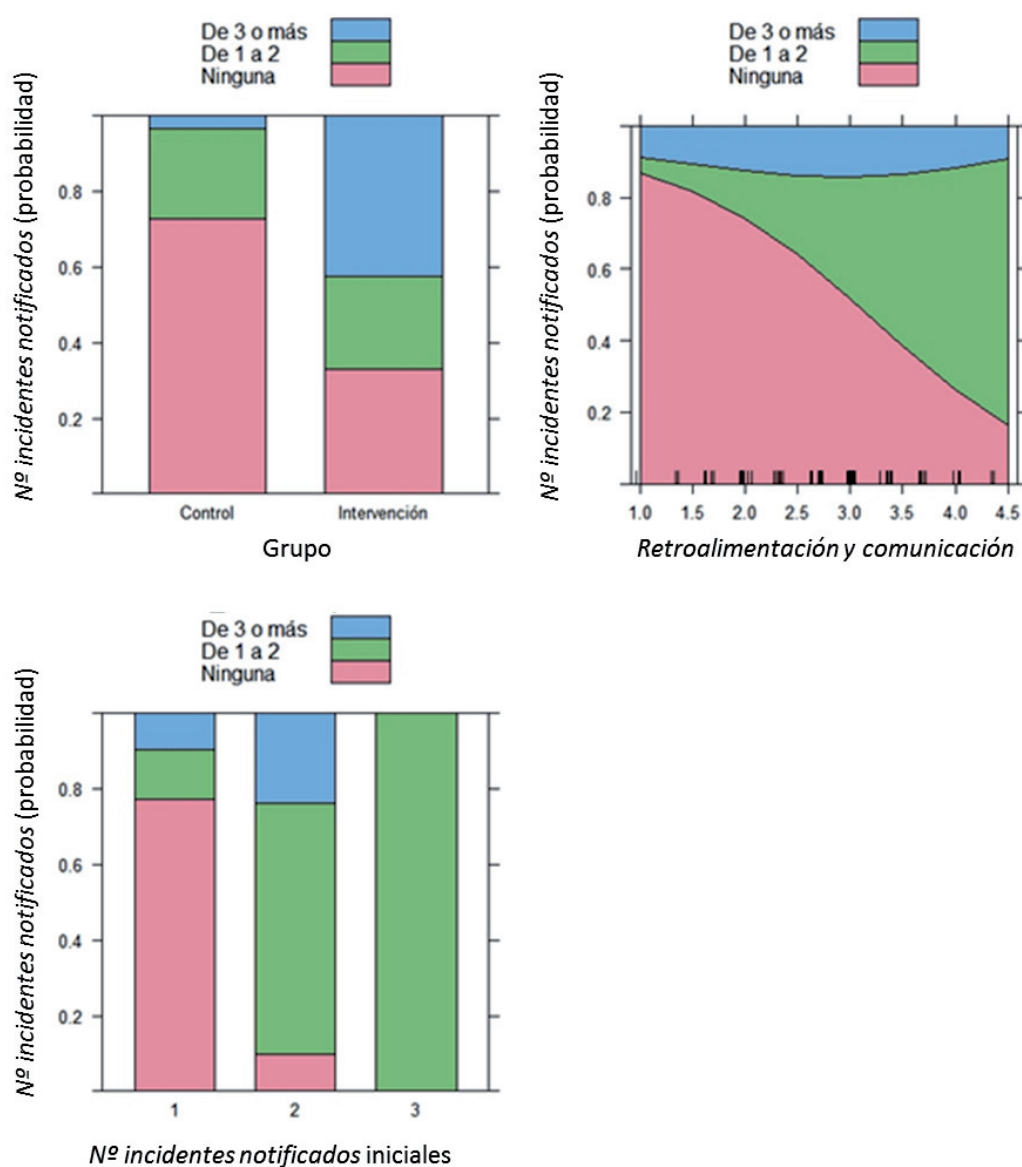 De 3 o más
De 1 a 2
Ninguna
Nº incidentes notificados (probabilidad)
0.8
0.6
0.4
0.2
Control Intervención
Grupo
De 3 o más
De 1 a 2
Ninguna
Nº incidentes notificados (probabilidad)
0.8
0.6
0.4
0.2
1.0 1.5 2.0 2.5 3.0 3.5 4.0 4.5
Retroalimentación y comunicación
De 3 o más
De 1 a 2
Ninguna
Nº incidentes notificados (probabilidad)
0.8
0.6
0.4
0.2
1 2 3
Nº incidentes notificados iniciales